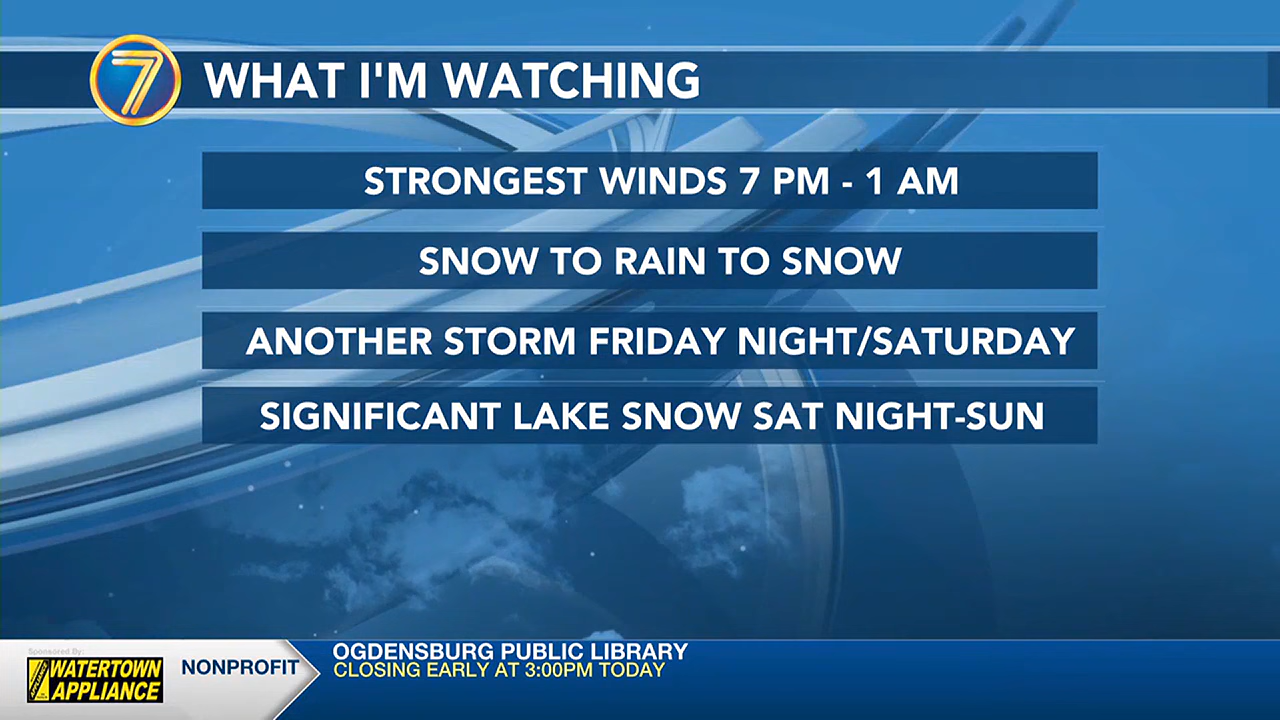 7
WHAT I'M WATCHING
STRONGEST WINDS 7 PM - 1 AM
SNOW TO RAIN TO SNOW
ANOTHER STORM FRIDAY NIGHT/SATURDAY
SIGNIFICANT LAKE SNOW SAT NIGHT-SUN
Sponsored By:
WATERTOWN
APPLIANCE
NONPROFIT
OGDENSBURG PUBLIC LIBRARY
CLOSING EARLY AT 3:00PM TODAY